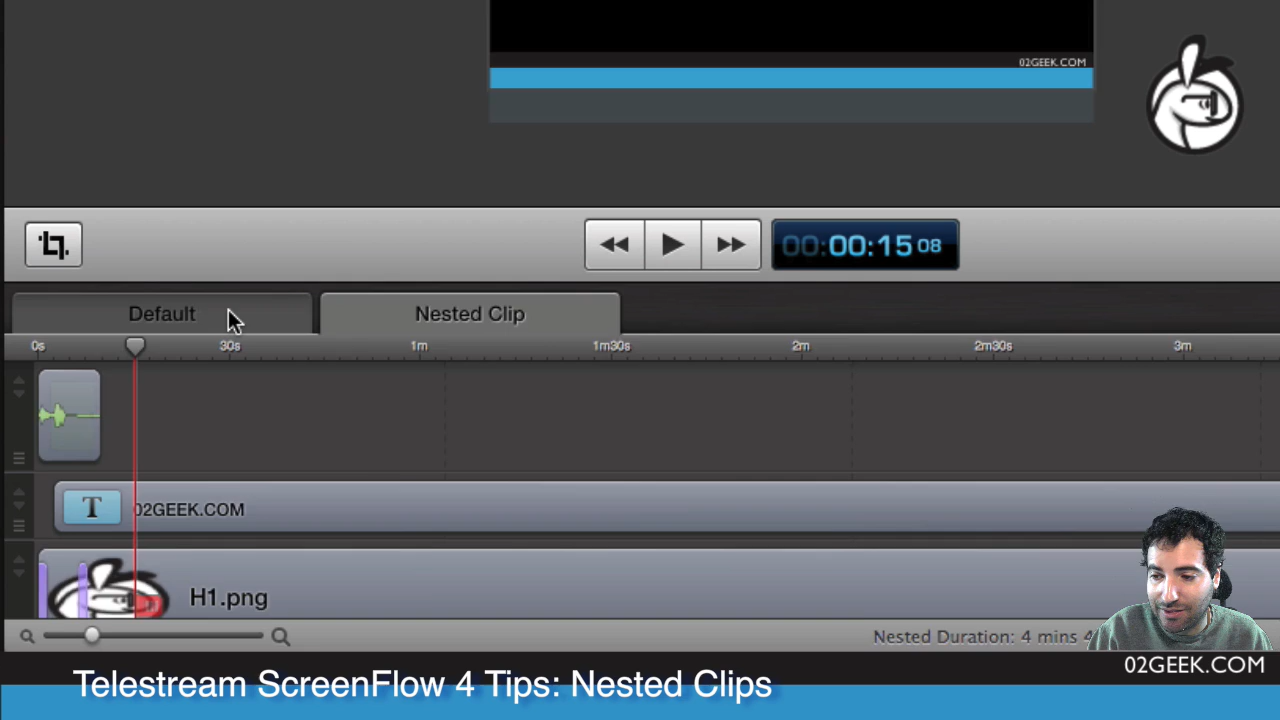 02GEEK.COM
00:00:15 08
Default
Nested Clip
0s 30s 1m 1m30s 2m 2m30s 3m
T 02GEEK.COM
H1.png
Nested Duration: 4 mins
02GEEK.COM
Telestream ScreenFlow 4 Tips: Nested Clips